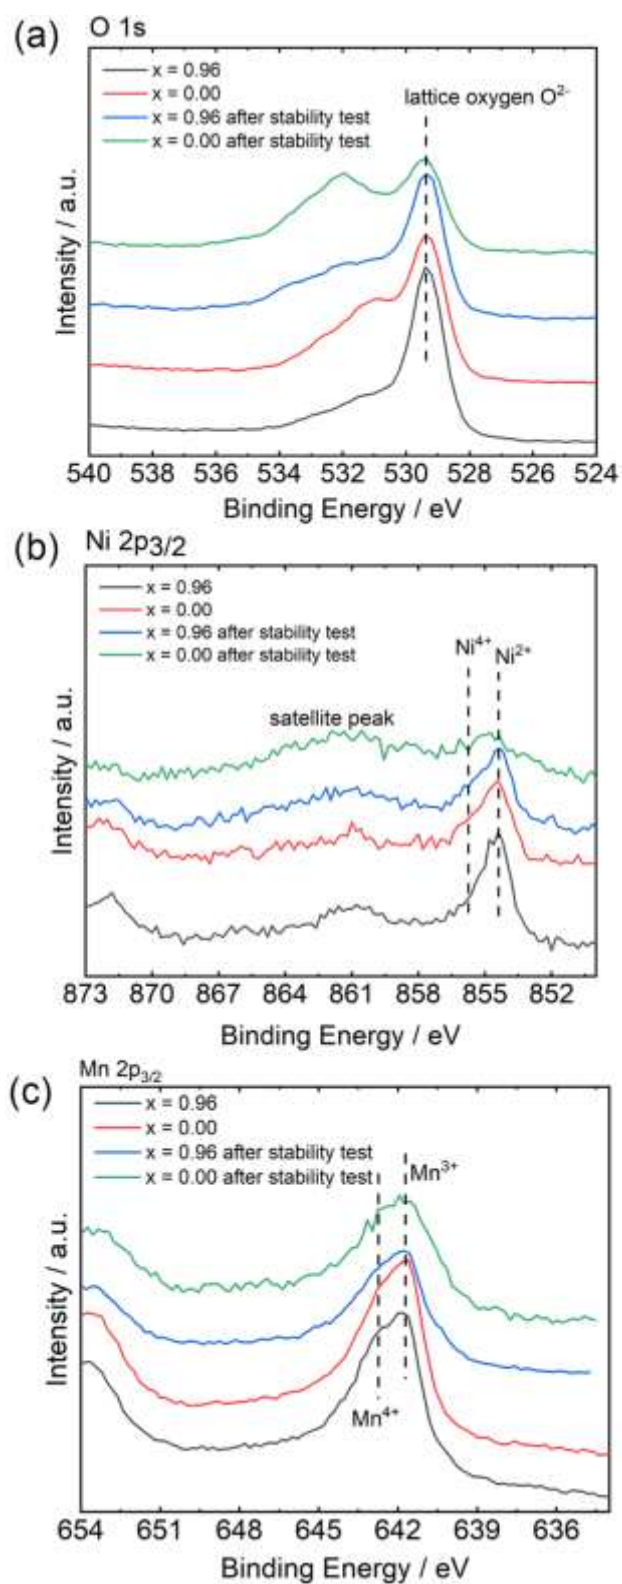 (a) O 1s
x = 0.96
x = 0.00
x = 0.96 after stability test
x = 0.00 after stability test
lattice oxygen O²⁻
Intensity / a.u.
540 538 536 534 532 530 528 526 524
Binding Energy / eV
(b) Ni 2p3/2
x = 0.96
x = 0.00
x = 0.96 after stability test
x = 0.00 after stability test
Ni⁴⁺ Ni²⁺
satellite peak
Intensity / a.u.
873 870 867 864 861 858 855 852
Binding Energy / eV
(c) Mn 2p3/2
x = 0.96
x = 0.00
x = 0.96 after stability test
x = 0.00 after stability test
Mn³⁺
Mn⁴⁺
Intensity / a.u.
654 651 648 645 642 639 636
Binding Energy / eV